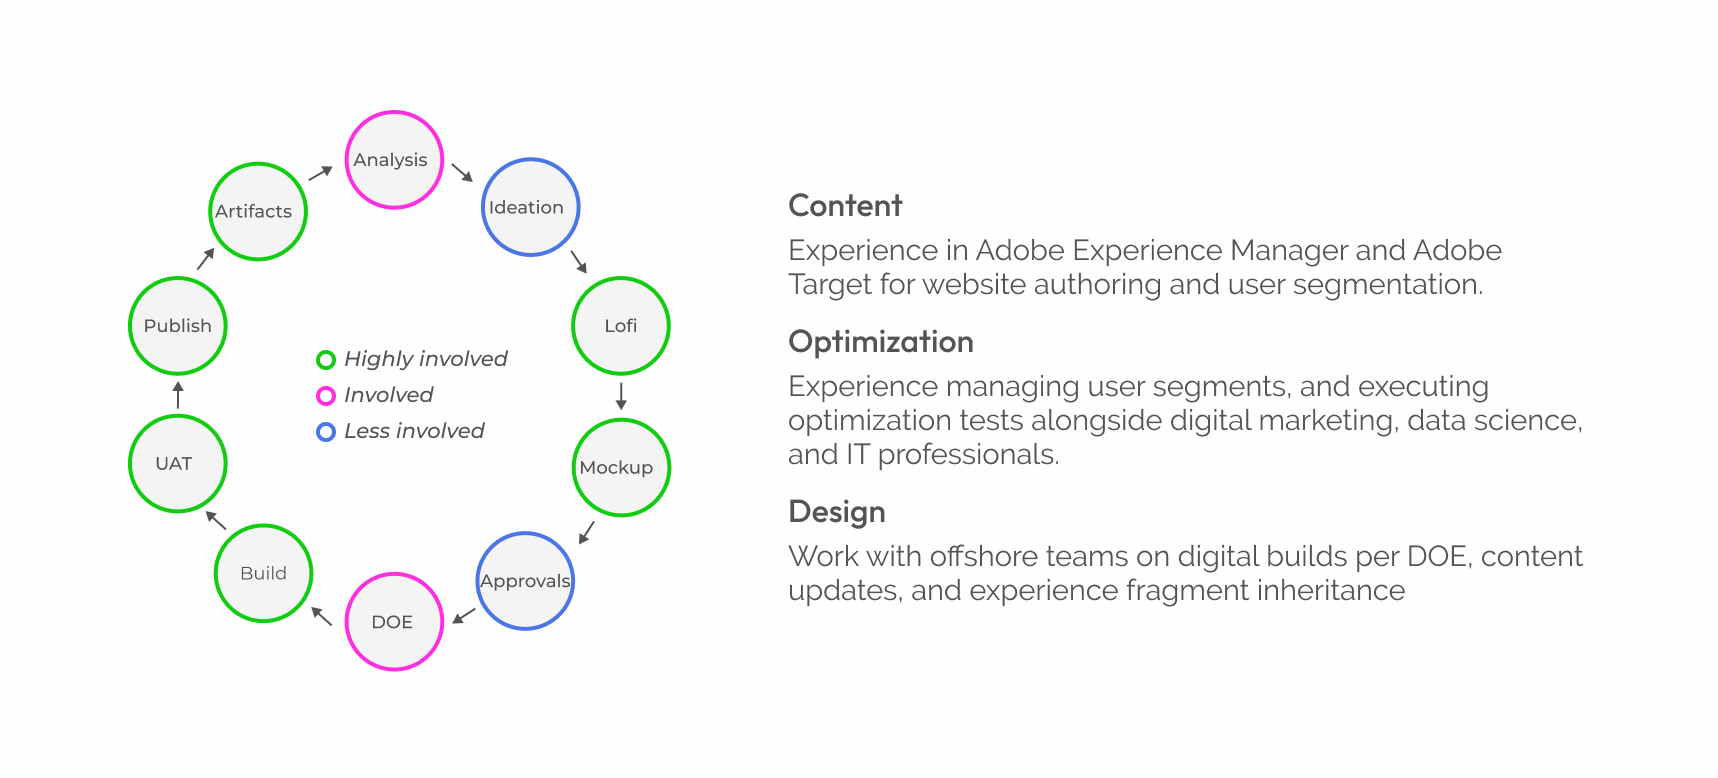 Analysis
Ideation
Lofi
Mockup
Approvals
DOE
Build
UAT
Publish
Artifacts
Highly involved
Involved
Less involved
Content
Experience in Adobe Experience Manager and Adobe
Target for website authoring and user segmentation.
Optimization
Experience managing user segments, and executing
optimization tests alongside digital marketing, data science,
and IT professionals.
Design
Work with offshore teams on digital builds per DOE, content
updates, and experience fragment inheritance